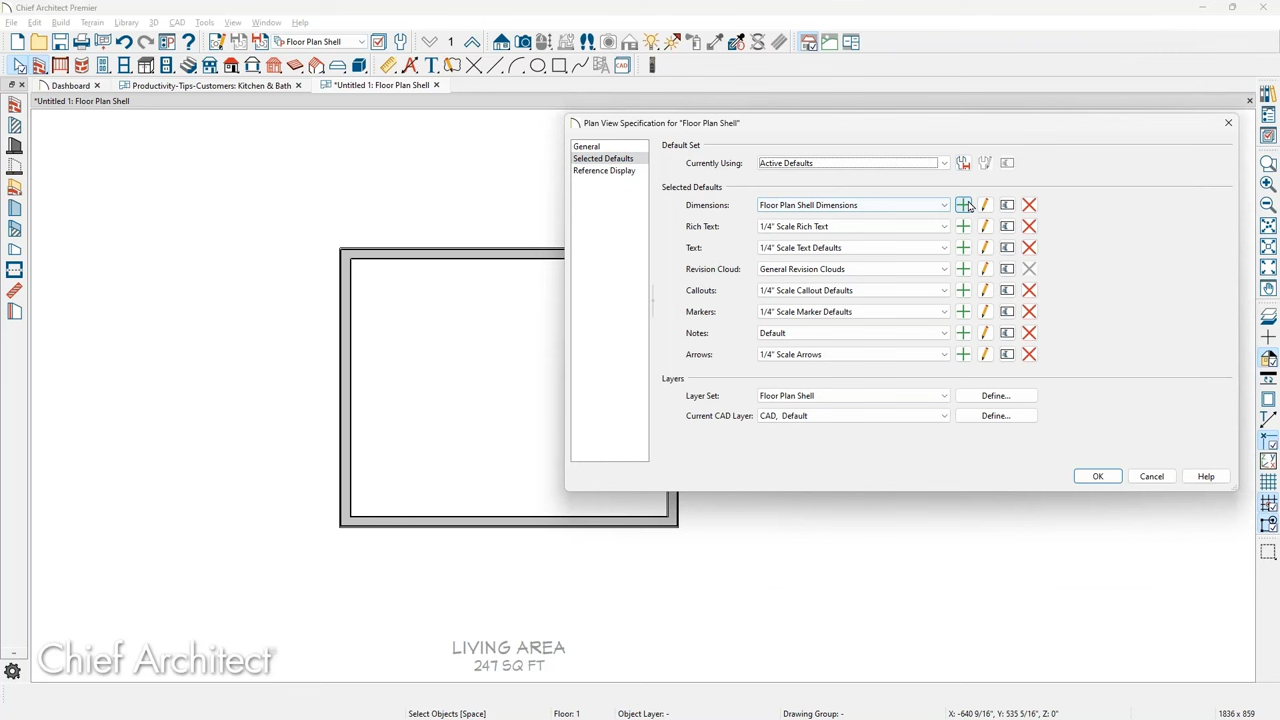 Chief Architect Premier
File Edit Build Terrain Library 3D CAD Tools View Window Help
Floor Plan Shell 1
Dashboard Productivity-Tips-Customers: Kitchen & Bath *Untitled 1: Floor Plan Shell
*Untitled 1: Floor Plan Shell
Plan View Specification for "Floor Plan Shell"
General
Selected Defaults
Reference Display
Default Set
Currently Using: Active Defaults
Selected Defaults
Dimensions: Floor Plan Shell Dimensions
Rich Text: 1/4" Scale Rich Text
Text: 1/4" Scale Text Defaults
Revision Cloud: General Revision Clouds
Callouts: 1/4" Scale Callout Defaults
Markers: 1/4" Scale Marker Defaults
Notes: Default
Arrows: 1/4" Scale Arrows
Layers
Layer Set: Floor Plan Shell Define...
Current CAD Layer: CAD, Default Define...
OK Cancel Help
LIVING AREA
247 SQ FT
Chief Architect
Select Objects [Space] Floor: 1 Object Layer: - Drawing Group: - X: -640 9/16", Y: 535 5/16", Z: 0" 1836 x 859